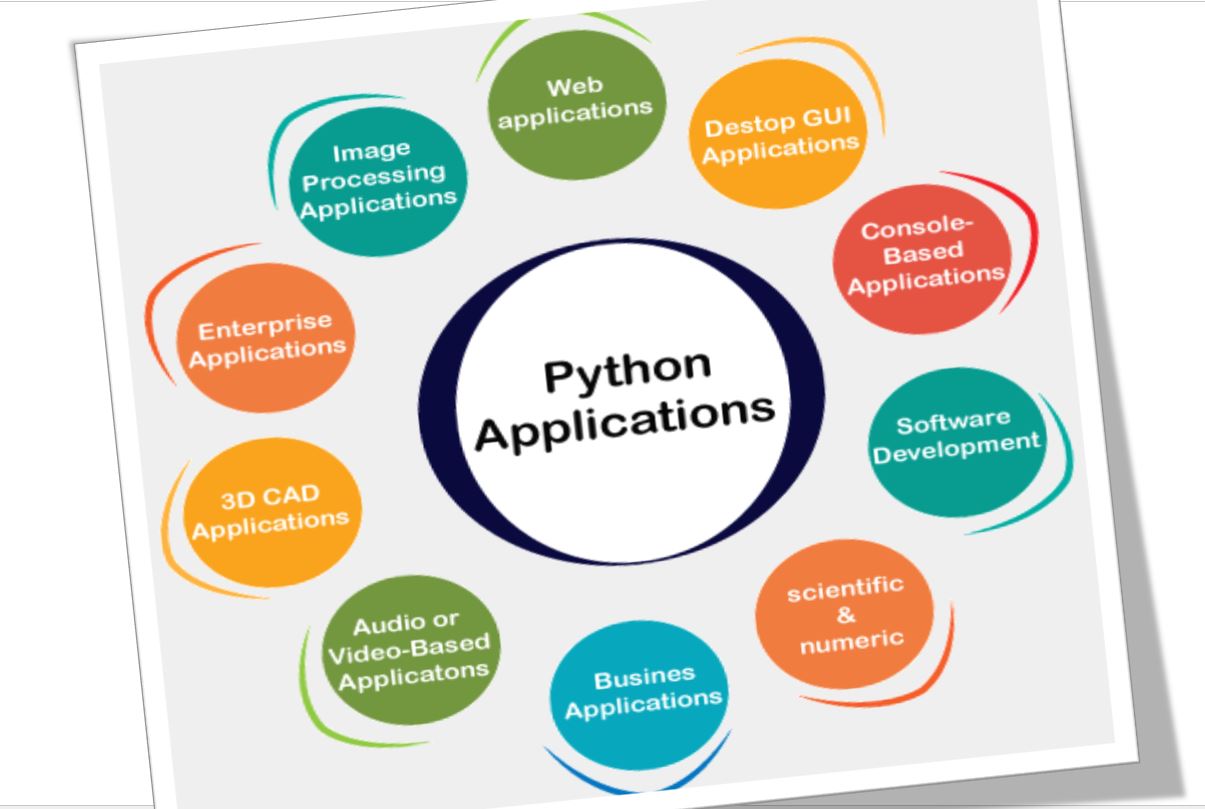 Web
applications
Destop GUI
Applications
Console-
Based
Applications
Software
Development
scientific
&
numeric
Busines
Applications
Audio or
Video-Based
Applicatons
3D CAD
Applications
Enterprise
Applications
Image
Processing
Applications
Python
Applications